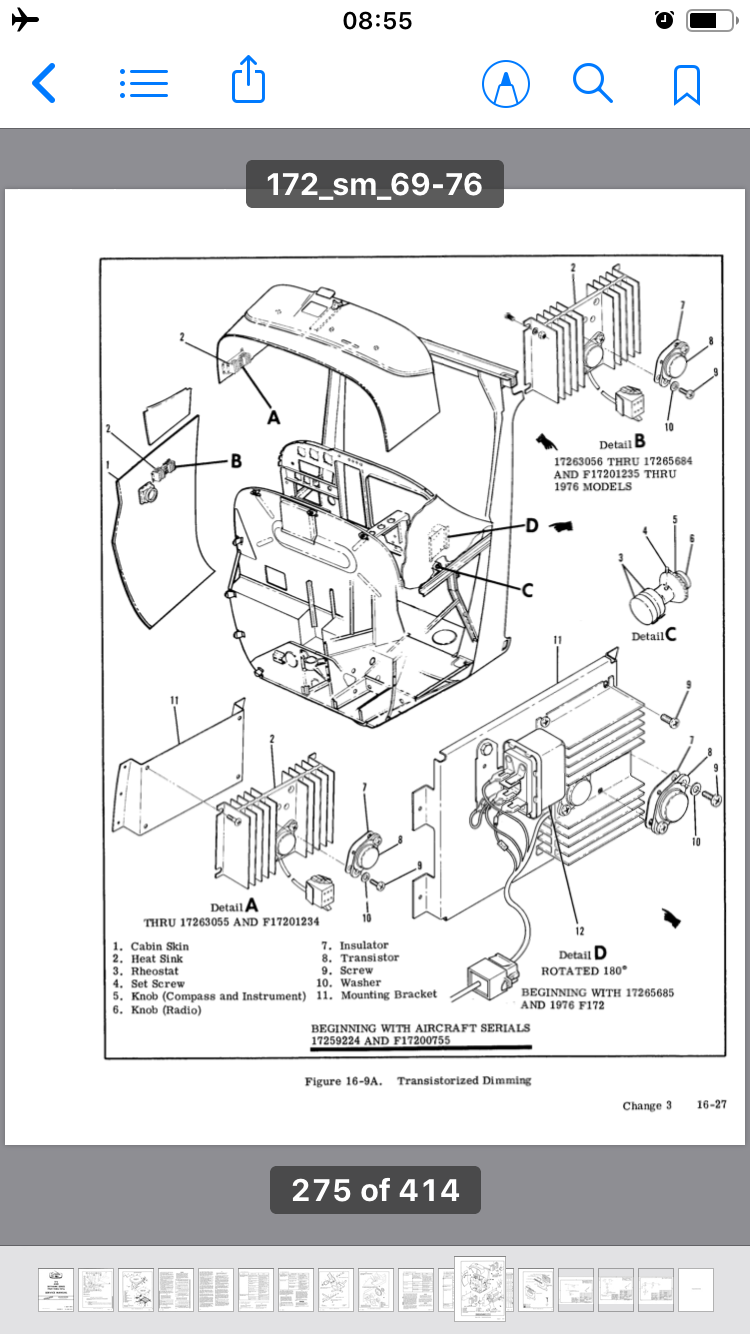 08:55
172_sm_69-76
2
7
8
9
10
Detail B
17263056 THRU 17265684
AND F17201235 THRU
1976 MODELS
2
A
2
1
B
D
C
3
4
5
6
Detail C
11
2
7
8
9
10
Detail A
THRU 17263055 AND F17201234
11
9
7
8
9
10
12
Detail D
ROTATED 180°
BEGINNING WITH 17265685
AND 1976 F172
1. Cabin Skin
2. Heat Sink
3. Rheostat
4. Set Screw
5. Knob (Compass and Instrument)
6. Knob (Radio)
7. Insulator
8. Transistor
9. Screw
10. Washer
11. Mounting Bracket
BEGINNING WITH AIRCRAFT SERIALS
17259224 AND F17200755
Figure 16-9A. Transistorized Dimming
Change 3 16-27
275 of 414